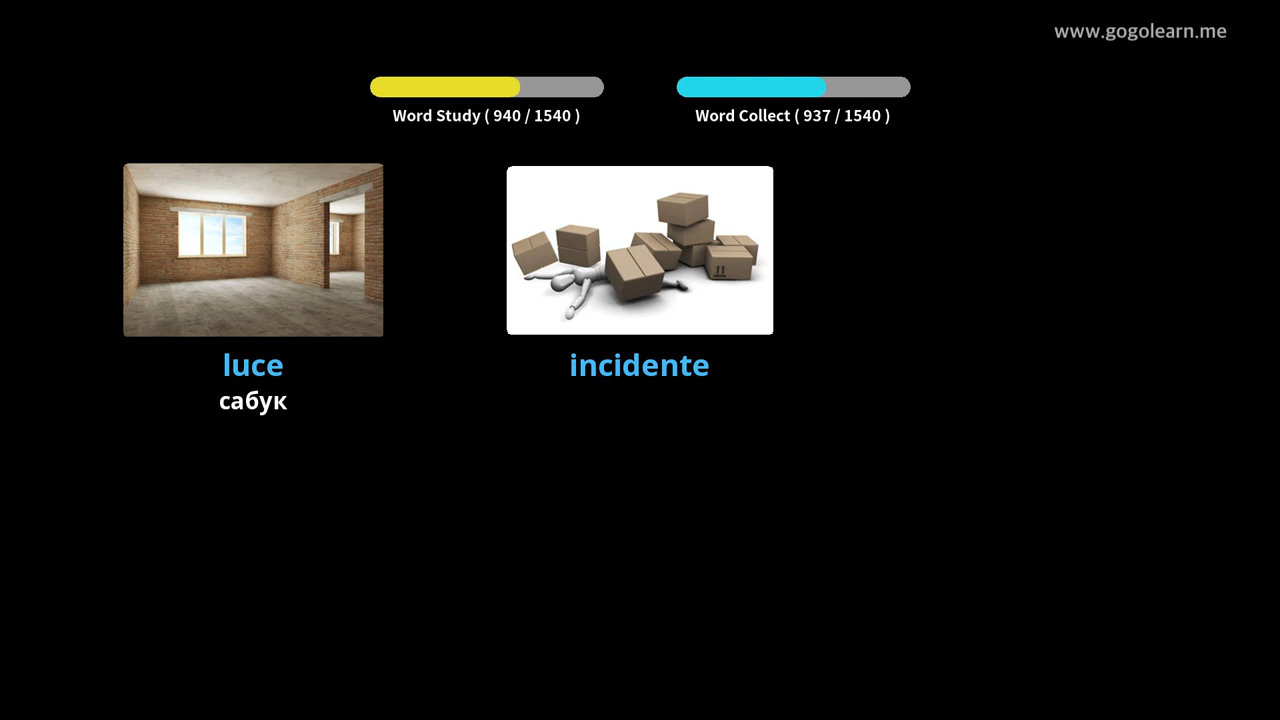 www.gogolearn.me
Word Study ( 940 / 1540 )
Word Collect ( 937 / 1540 )
luce
сабук
incidente